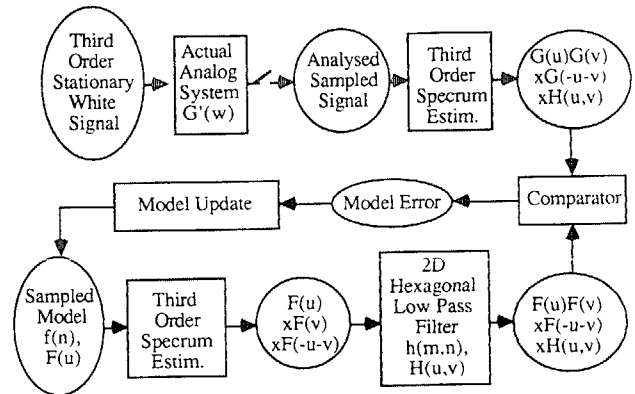 Third
Order
Stationary
White
Signal
Actual
Analog
System
G'(w)
Analysed
Sampled
Signal
Third
Order
Spectrum
Estim.
G(u)G(v)
xG(-u-v)
xH(u,v)
Model Update
Model Error
Comparator
Sampled
Model
f(n),
F(u)
Third
Order
Specrum
Estim.
F(u)
xF(v)
xF(-u-v)
2D
Hexagonal
Low Pass
Filter
h(m,n),
H(u,v)
F(u)F(v)
xF(-u-v)
xH(u,v)